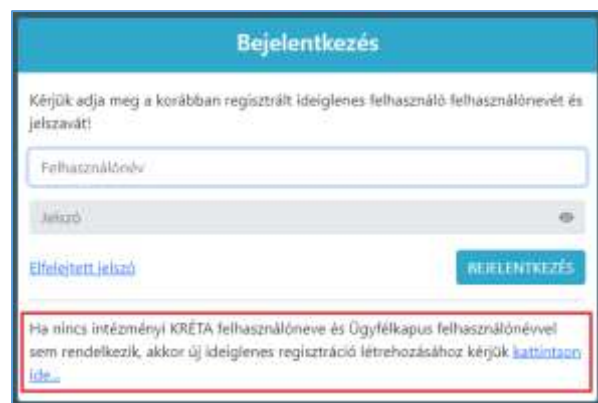 Bejelentkezés
Kérjük adja meg a korábban regisztrált ideiglenes felhasználó felhasználónevét és
jelszavát!
Felhasználónév
Jelszó
Elfelejtett jelszó
BEJELENTKEZÉS
Ha nincs intézményi KRÉTA felhasználóneve és Ügyfélkapus felhasználónévvel
sem rendelkezik, akkor új ideiglenes regisztráció létrehozásához kérjük kattintson
ide...